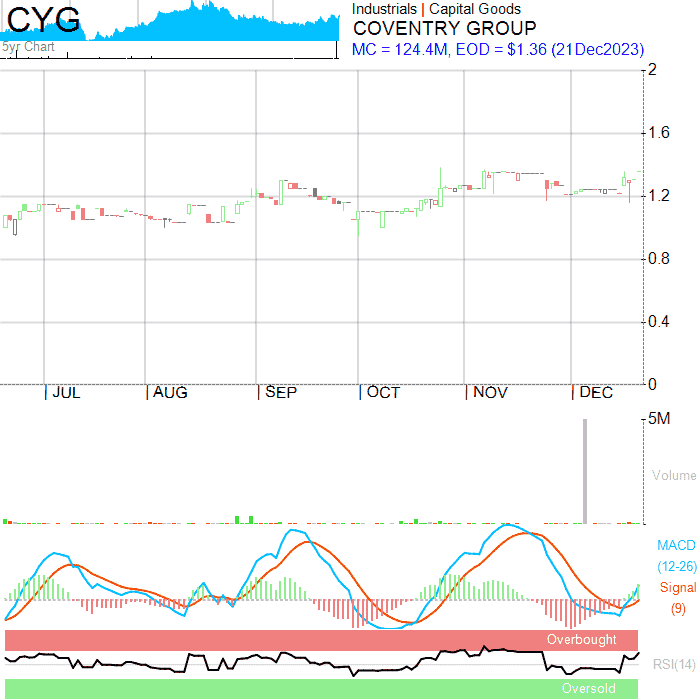 CYG
5yr Chart
Industrials | Capital Goods
COVENTRY GROUP
MC = 124.4M, EOD = $1.36 (21Dec2023)
2
1.6
1.2
0.8
0.4
0
JUL AUG SEP OCT NOV DEC
5M
Volume
MACD
(12-26)
Signal
(9)
Overbought
RSI(14)
Oversold